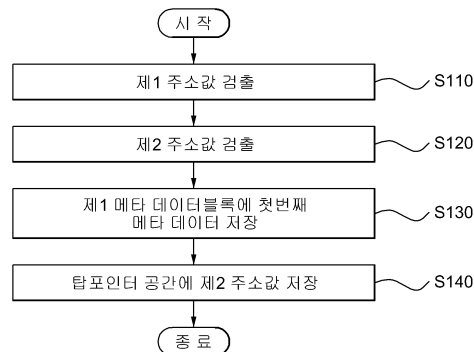 시 작
제1 주소값 검출
S110
제2 주소값 검출
S120
제1 메타 데이터블록에 첫번째
메타 데이터 저장
S130
탑포인터 공간에 제2 주소값 저장
S140
종 료